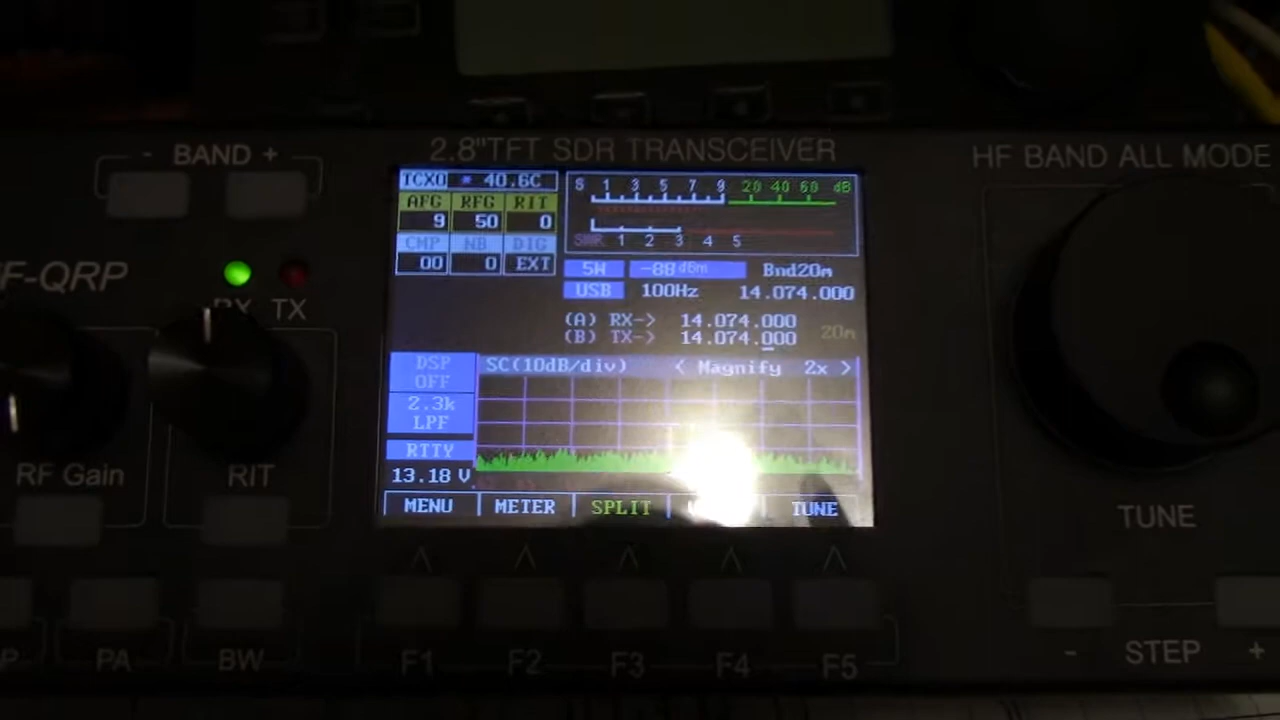 - BAND +
2.8"TFT SDR TRANSCEIVER
HF BAND ALL MODE
TCXO * 40.6C
S 1 3 5 7 9 20 40 60 dB
AFG RFG RIT
9 50 0
SWR 1 2 3 4 5
CMP NB DIG
00 0 EXT
5W -88 dBm Bnd20m
USB 100Hz 14.074.000
F-QRP
RX TX
(A) RX-> 14.074.000
(B) TX-> 14.074.000 20m
DSP
OFF
SC(10dB/div) < Magnify 2x >
2.3k
LPF
RTTY
13.18 V
RF Gain
RIT
MENU METER SPLIT TUNE
TUNE
P PA BW
F1 F2 F3 F4 F5
- STEP +